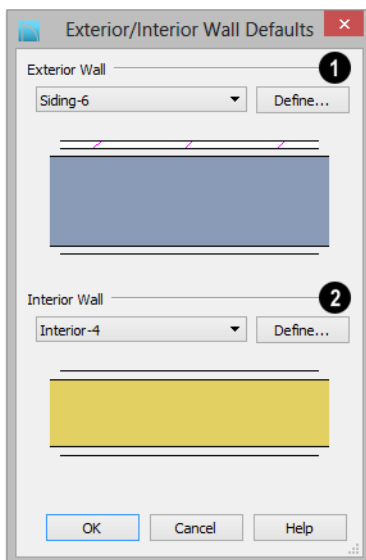 Exterior/Interior Wall Defaults
Exterior Wall 1
Siding-6 Define...
Interior Wall 2
Interior-4 Define...
OK Cancel Help